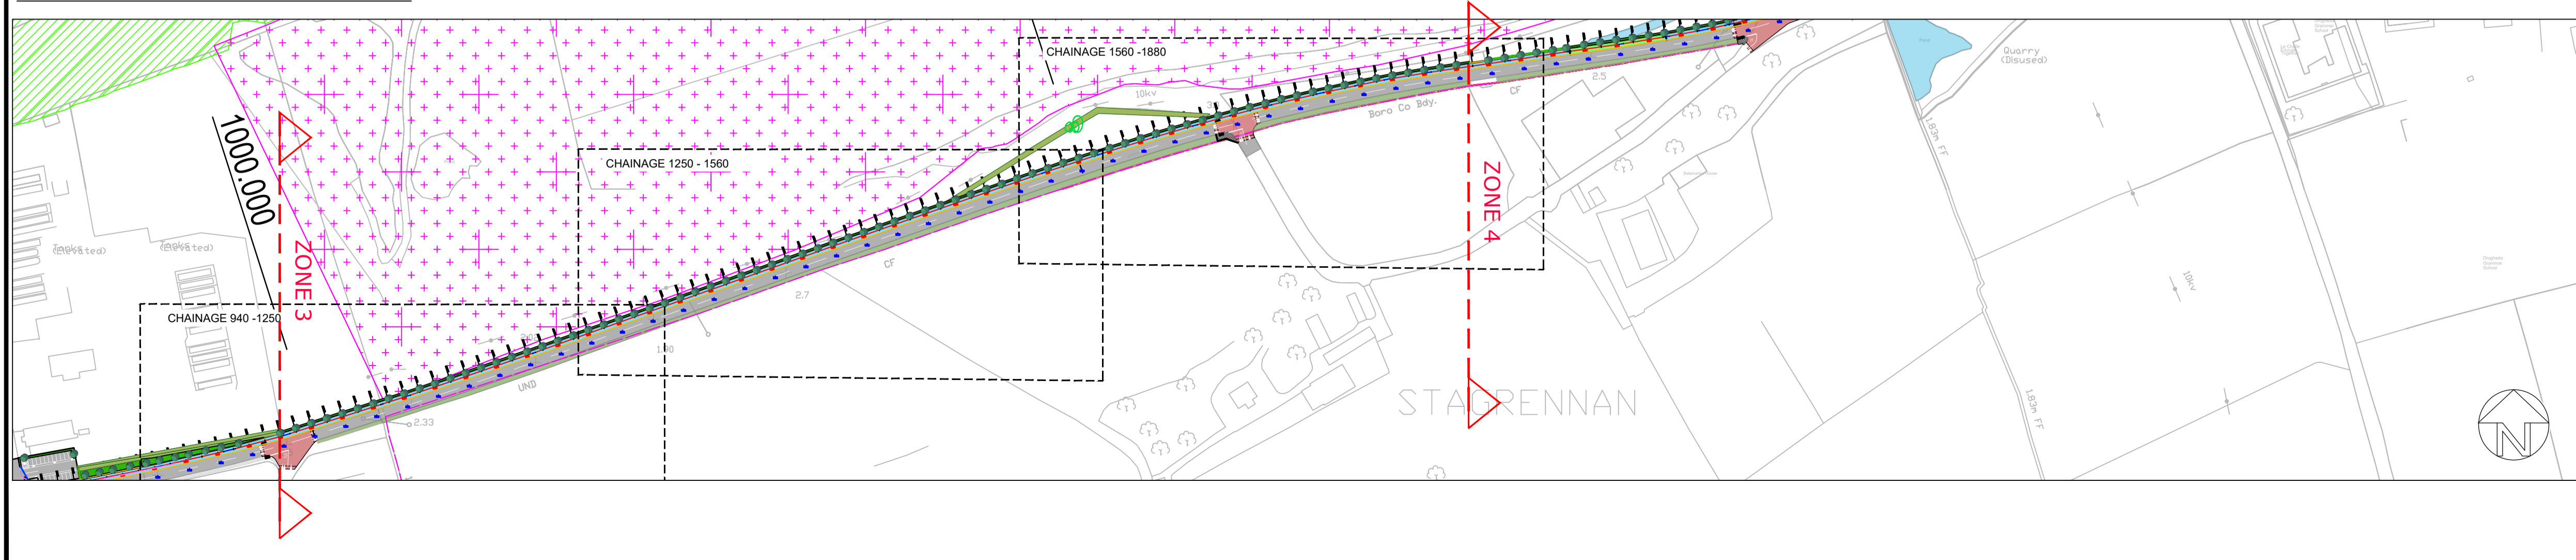 CHAINAGE 1560 -1880
Quarry
(Disused)
2.5
CF
10kv
Boro Co Bdy.
1000.000
CHAINAGE 1250 - 1560
ZONE 4
1.83m FF
Tanks
(Elevated)
Tanks
(Elevated)
ZONE 3
CF
2.7
10kv
CHAINAGE 940 -1250
1.90
UND
STAGRENNAN
1.83m FF
2.33
N